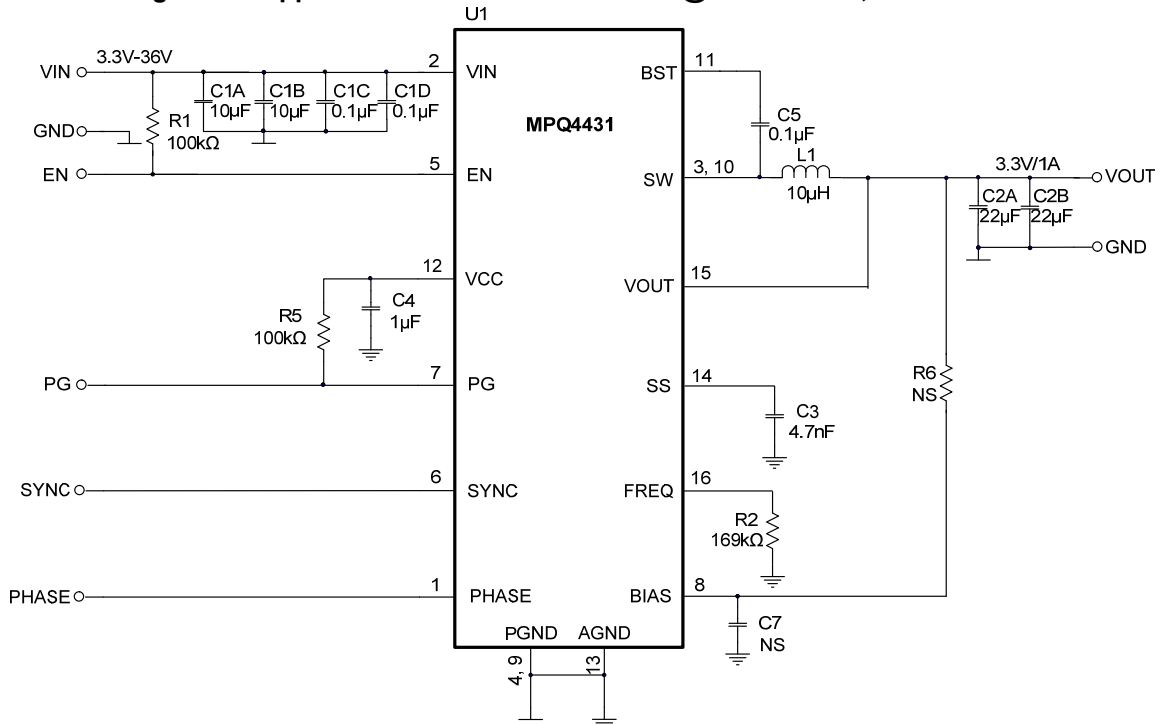 U1
VIN
3.3V-36V
2
VIN
BST
11
C1A
10µF
C1B
10µF
C1C
0.1µF
C1D
0.1µF
R1
100kΩ
GND
MPQ4431
C5
0.1µF
L1
10µH
EN
5
EN
SW
3, 10
3.3V/1A
VOUT
C2A
22µF
C2B
22µF
GND
12
VCC
VOUT
15
C4
1µF
R5
100kΩ
PG
7
PG
SS
14
R6
NS
C3
4.7nF
SYNC
6
SYNC
FREQ
16
R2
169kΩ
PHASE
1
PHASE
BIAS
8
C7
NS
PGND
AGND
4, 9
13